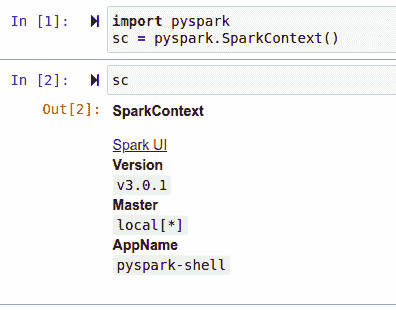 In [1]: import pyspark
sc = pyspark.SparkContext()
In [2]: sc
Out[2]: SparkContext
Spark UI
Version
v3.0.1
Master
local[*]
AppName
pyspark-shell